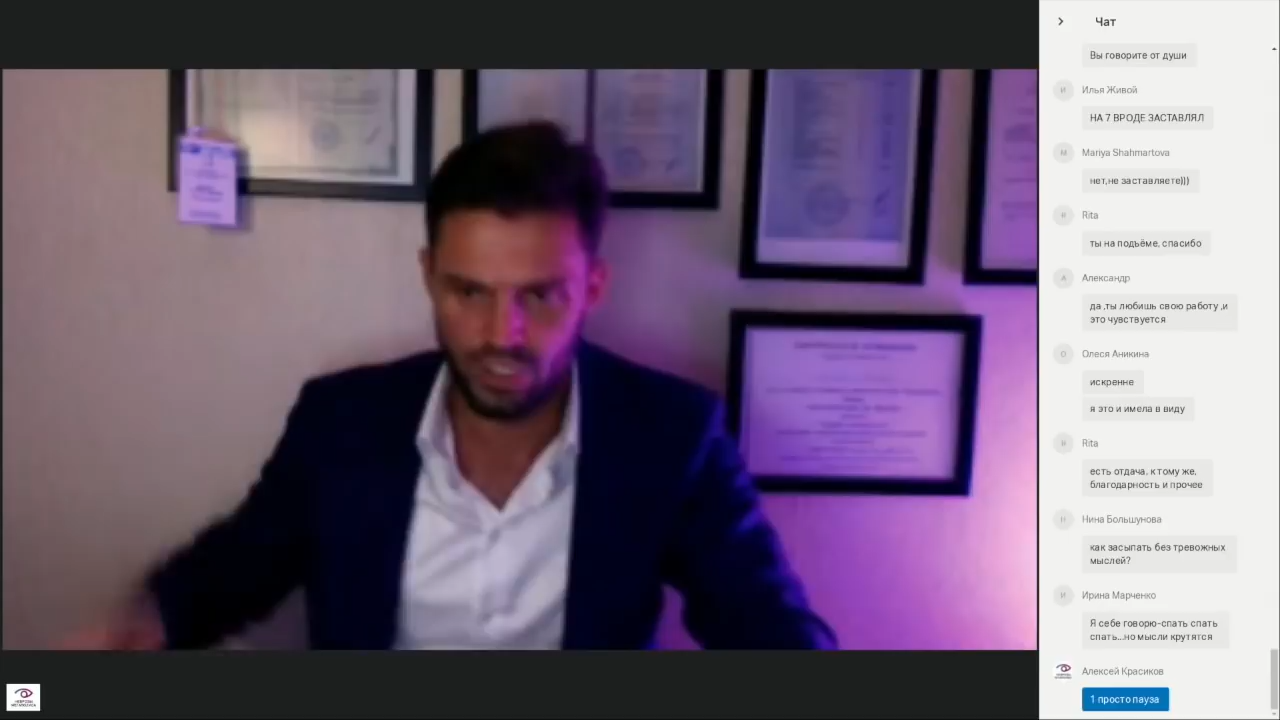 Чат
Вы говорите от души
Илья Живой
НА 7 ВРОДЕ ЗАСТАВЛЯЛ
Mariya Shahmartova
нет,не заставляете)))
Rita
ты на подъёме, спасибо
Александр
да ,ты любишь свою работу ,и
это чувствуется
Олеся Аникина
искренне
я это и имела в виду
Rita
есть отдача. к тому же,
благодарность и прочее
Нина Большунова
как засыпать без тревожных
мыслей?
Ирина Марченко
Я себе говорю-спать спать
спать...но мысли крутятся
Алексей Красиков
1 просто пауза